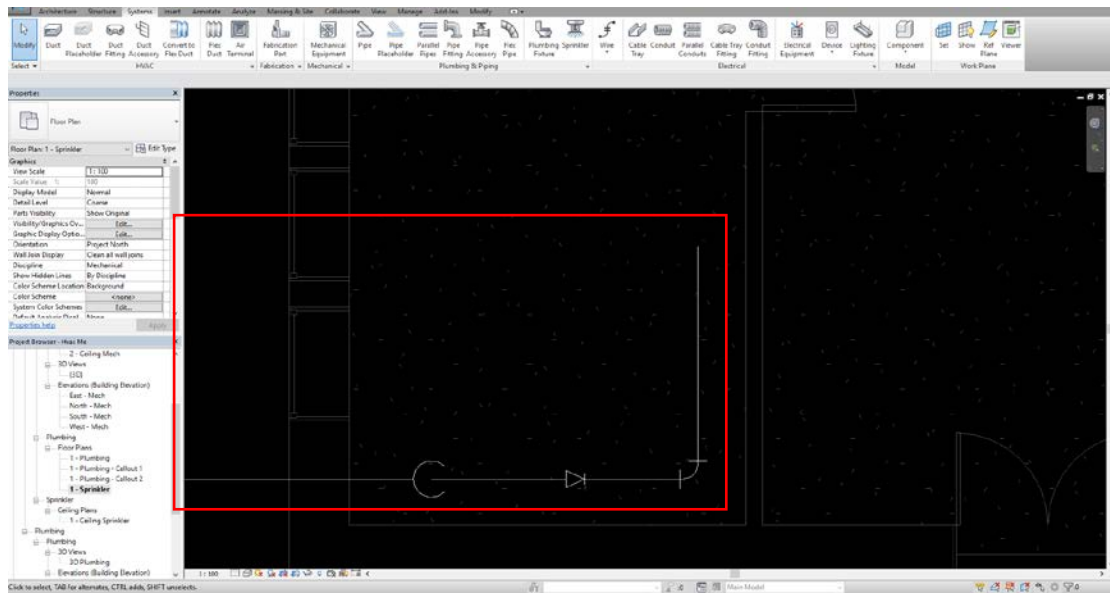 Architecture Structure Systems Insert Annotate Analyze Massing & Site Collaborate View Manage Add-Ins Modify
Modify Duct Duct Placeholder Duct Fitting Duct Accessory Convert to Flex Duct Flex Duct Air Terminal Fabrication Part Mechanical Equipment Pipe Pipe Placeholder Parallel Pipes Pipe Fitting Pipe Accessory Flex Pipe Plumbing Fixture Sprinkler Wire Cable Tray Conduit Parallel Conduits Cable Tray Fitting Conduit Fitting Electrical Equipment Device Lighting Fixture Component Set Show Ref Plane Viewer
Select HVAC Fabrication Mechanical Plumbing & Piping Electrical Model Work Plane
Properties X
Floor Plan
Floor Plan: 1 - Sprinkler Edit Type
Graphics
View Scale 1 : 100
Scale Value 1: 100
Display Model Normal
Detail Level Coarse
Parts Visibility Show Original
Visibility/Graphics Ov... Edit...
Graphic Display Optio... Edit...
Orientation Project North
Wall Join Display Clean all wall joins
Discipline Mechanical
Show Hidden Lines By Discipline
Color Scheme Location Background
Color Scheme <none>
System Color Schemes Edit...
Default Analysis Displ... None
Properties help Apply
Project Browser - Hvac Me X
2 - Ceiling Mech
3D Views
{3D}
Elevations (Building Elevation)
East - Mech
North - Mech
South - Mech
West - Mech
Plumbing
Floor Plans
1 - Plumbing
1 - Plumbing - Callout 1
1 - Plumbing - Callout 2
1 - Sprinkler
Sprinkler
Ceiling Plans
1 - Ceiling Sprinkler
Plumbing
Plumbing
3D Views
3D Plumbing
Elevations (Building Elevation)
1 : 100
Click to select, TAB for alternates, CTRL adds, SHIFT unselects. :0 Main Model :0